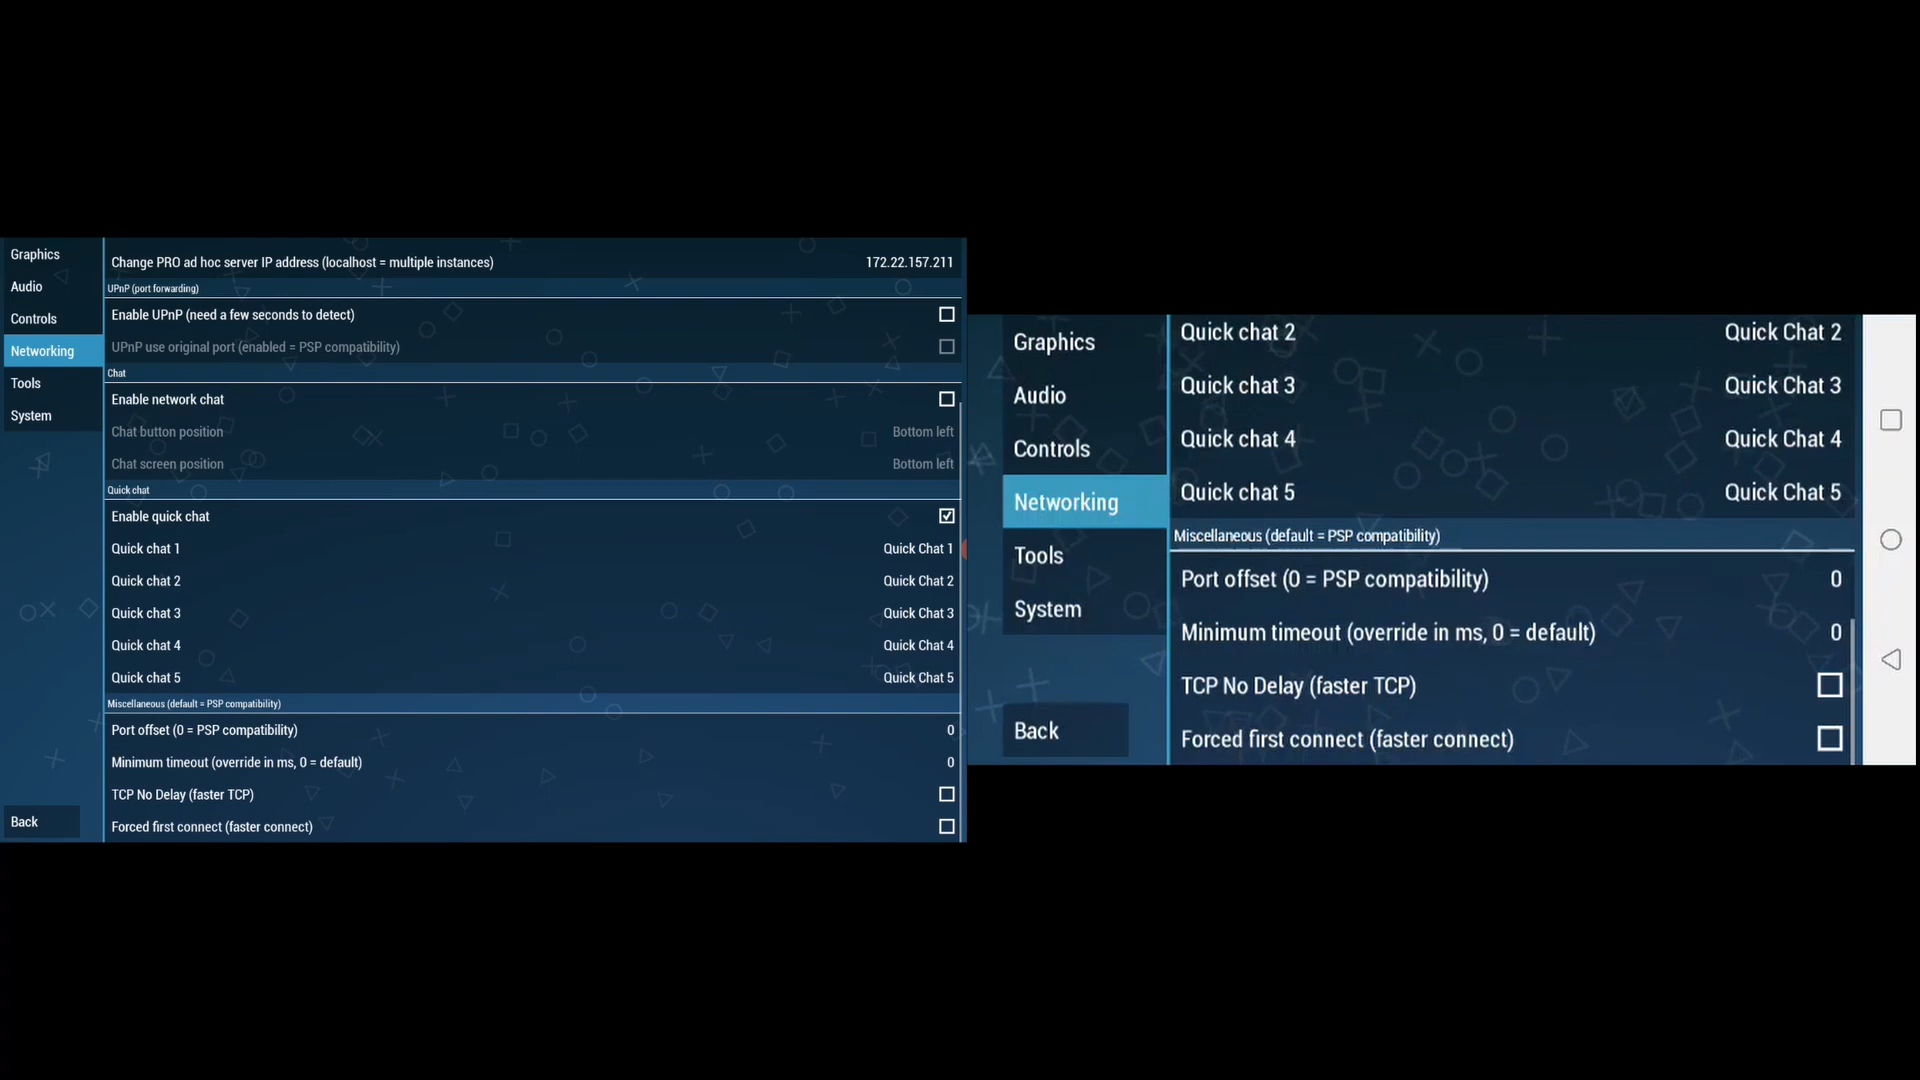 Graphics
Audio
Controls
Networking
Tools
System
Back
Change PRO ad hoc server IP address (localhost = multiple instances) 172.22.157.211
UPnP (port forwarding)
Enable UPnP (need a few seconds to detect)
UPnP use original port (enabled = PSP compatibility)
Chat
Enable network chat
Chat button position Bottom left
Chat screen position Bottom left
Quick chat
Enable quick chat
Quick chat 1 Quick Chat 1
Quick chat 2 Quick Chat 2
Quick chat 3 Quick Chat 3
Quick chat 4 Quick Chat 4
Quick chat 5 Quick Chat 5
Miscellaneous (default = PSP compatibility)
Port offset (0 = PSP compatibility) 0
Minimum timeout (override in ms, 0 = default) 0
TCP No Delay (faster TCP)
Forced first connect (faster connect)
Graphics
Audio
Controls
Networking
Tools
System
Back
Quick chat 2 Quick Chat 2
Quick chat 3 Quick Chat 3
Quick chat 4 Quick Chat 4
Quick chat 5 Quick Chat 5
Miscellaneous (default = PSP compatibility)
Port offset (0 = PSP compatibility) 0
Minimum timeout (override in ms, 0 = default) 0
TCP No Delay (faster TCP)
Forced first connect (faster connect)